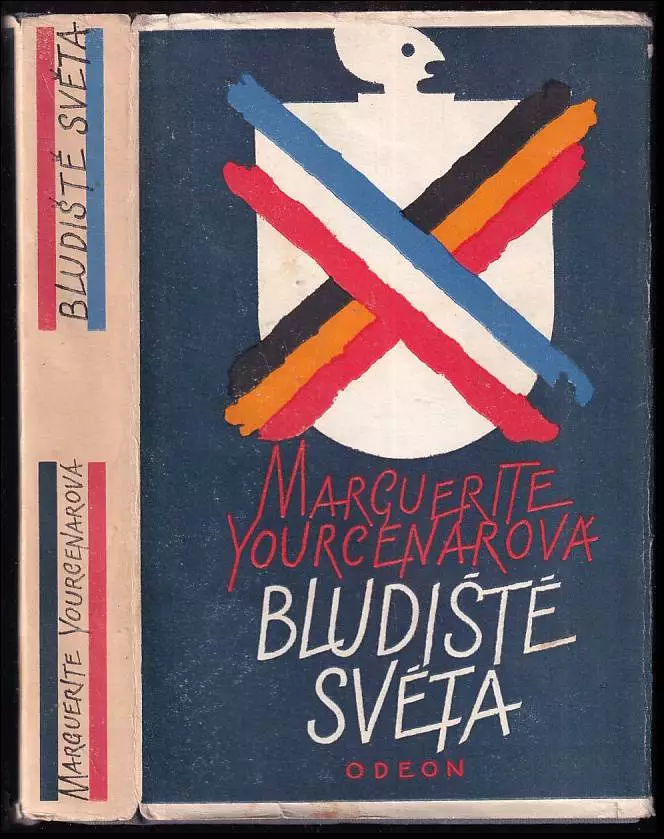 BLUDIŠTĚ SVĚTA
MARGUERITE YOURCENAROVÁ
MARGUERITE
YOURCENAROVÁ
BLUDIŠTĚ
SVĚTA
ODEON